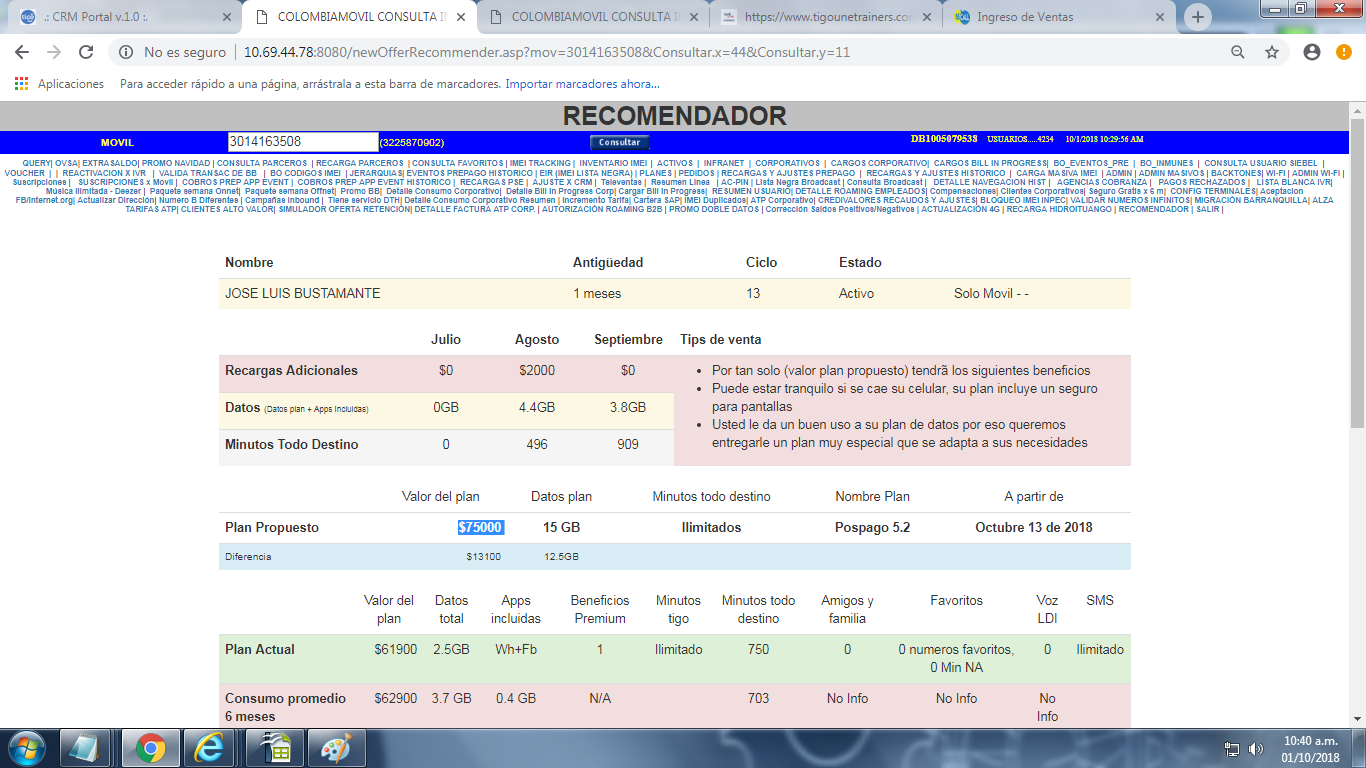 .: CRM Portal v.1.0 :.
COLOMBIAMOVIL CONSULTA I
COLOMBIAMOVIL CONSULTA I
https://www.tigounetrainers.co
Ingreso de Ventas
No es seguro | 10.69.44.78:8080/newOfferRecommender.asp?mov=3014163508&Consultar.x=44&Consultar.y=11
Aplicaciones Para acceder rápido a una página, arrástrala a esta barra de marcadores. Importar marcadores ahora...
RECOMENDADOR
MOVIL 3014163508 (3225870902) Consultar DB1005079538 USUARIOS.....4234 10/1/2018 10:29:56 AM
QUERY| OVSA| EXTRASALDO| PROMO NAVIDAD | CONSULTA PARCEROS | RECARGA PARCEROS | CONSULTA FAVORITOS | IMEI TRACKING | INVENTARIO IMEI | ACTIVOS | INFRANET | CORPORATIVOS | CARGOS CORPORATIVO| CARGOS BILL IN PROGRESS| BO_EVENTOS_PRE | BO_INMUNES | CONSULTA USUARIO SIEBEL |
VOUCHER | | REACTIVACION X IVR | VALIDA TRANSAC DE BB | BO CODIGOS IMEI | JERARQUIAS| EVENTOS PREPAGO HISTORICO | EIR (IMEI LISTA NEGRA) | PLANES | PEDIDOS | RECARGAS Y AJUSTES PREPAGO | RECARGAS Y AJUSTES HISTORICO | CARGA MASIVA IMEI | ADMIN | ADMIN MASIVOS | BACKTONES| WI-FI | ADMIN WI-FI |
Suscripciones | SUSCRIPCIONES x Movil | COBROS PREP APP EVENT | COBROS PREP APP EVENT HISTORICO | RECARGAS PSE | AJUSTE X CRM | Televentas | Resumen Linea | AC-PIN | Lista Negra Broadcast | Consulta Broadcast | DETALLE NAVEGACION HIST | AGENCIAS COBRANZA | PAGOS RECHAZADOS | LISTA BLANCA IVR|
Musica Ilimitada - Deezer | Paquete semana Onnet| Paquete semana Offnet| Promo BB| Detalle Consumo Corporativo| Detalle Bill In Progress Corp| Cargar Bill In Progress| RESUMEN USUARIO| DETALLE ROAMING EMPLEADOS| Compensaciones| Clientes Corporativos| Seguro Gratis x 6 m| CONFIG TERMINALES| Aceptacion
FB/Internet.org| Actualizar Dirección| Numero B Diferentes | Campañas Inbound | Tiene servicio DTH| Detalle Consumo Corporativo Resumen | Incremento Tarifa| Cartera SAP| IMEI Duplicados| ATP Corporativo| CREDIVALORES RECAUDOS Y AJUSTES| BLOQUEO IMEI INPEC| VALIDAR NUMEROS INFINITOS| MIGRACIÓN BARRANQUILLA| ALZA
TARIFAS ATP| CLIENTES ALTO VALOR| SIMULADOR OFERTA RETENCIÓN| DETALLE FACTURA ATP CORP. | AUTORIZACIÓN ROAMING B2B | PROMO DOBLE DATOS | Corrección Saldos Positivos/Negativos | ACTUALIZACIÓN 4G | RECARGA HIDROITUANGO | RECOMENDADOR | SALIR |
Nombre Antigüedad Ciclo Estado
JOSE LUIS BUSTAMANTE 1 meses 13 Activo Solo Movil - -
Julio Agosto Septiembre Tips de venta
Recargas Adicionales $0 $2000 $0
Datos (Datos plan + Apps Incluidas) 0GB 4.4GB 3.8GB
Minutos Todo Destino 0 496 909
• Por tan solo (valor plan propuesto) tendrã los siguientes beneficios
• Puede estar tranquilo si se cae su celular, su plan incluye un seguro
para pantallas
• Usted le da un buen uso a su plan de datos por eso queremos
entregarle un plan muy especial que se adapta a sus necesidades
Valor del plan Datos plan Minutos todo destino Nombre Plan A partir de
Plan Propuesto $75000 15 GB Ilimitados Pospago 5.2 Octubre 13 de 2018
Diferencia $13100 12.5GB
Valor del Datos Apps Beneficios Minutos Minutos todo Amigos y Favoritos Voz SMS
plan total incluidas Premium tigo destino familia LDI
Plan Actual $61900 2.5GB Wh+Fb 1 Ilimitado 750 0 0 numeros favoritos, 0 Ilimitado
0 Min NA
Consumo promedio $62900 3.7 GB 0.4 GB N/A 703 No Info No Info No
6 meses Info
10:40 a.m.
01/10/2018